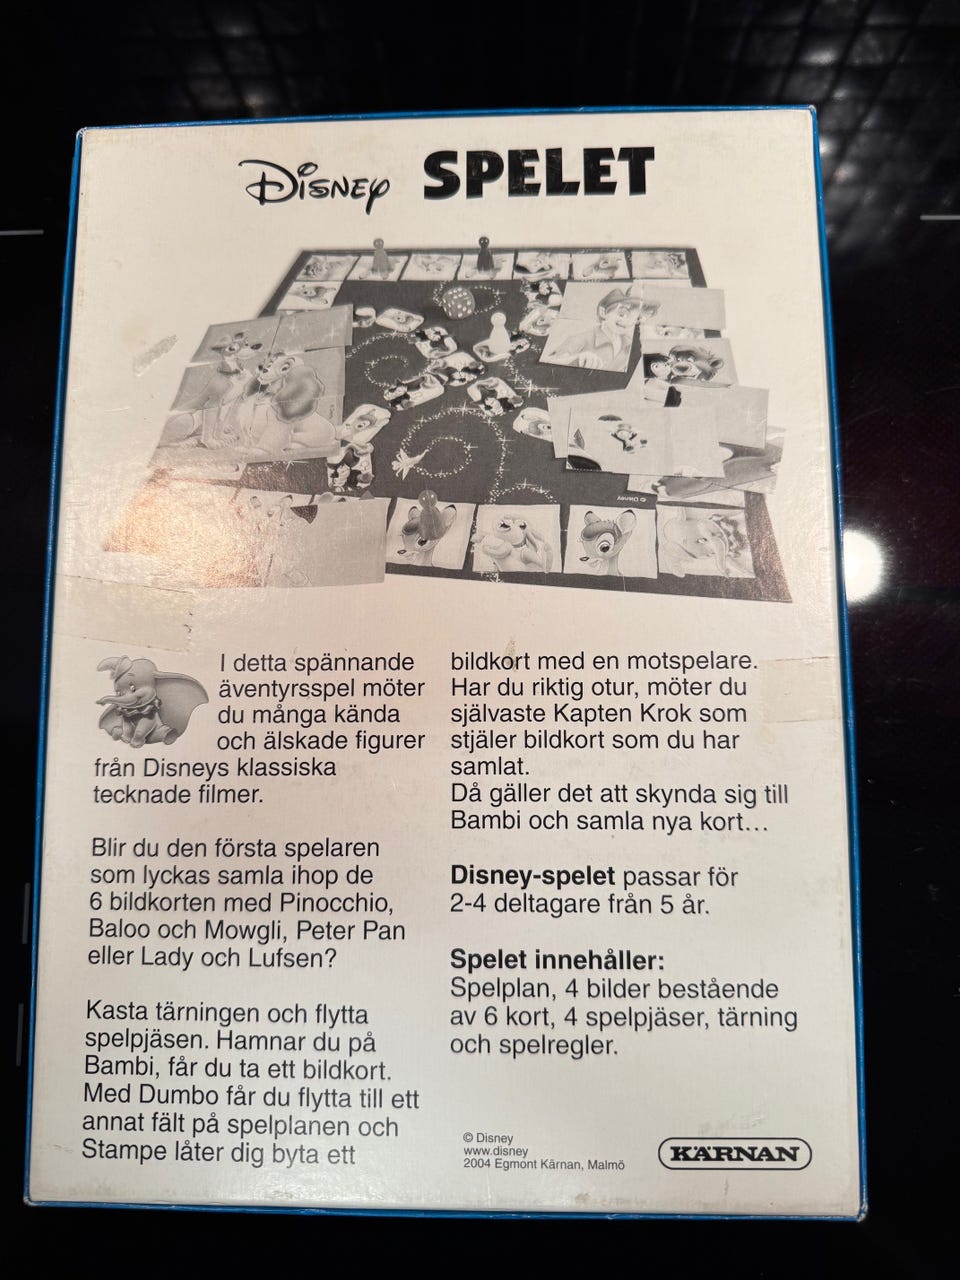 Disney SPELET
© Disney
I detta spännande
äventyrsspel möter
du många kända
och älskade figurer
från Disneys klassiska
tecknade filmer.
Blir du den första spelaren
som lyckas samla ihop de
6 bildkorten med Pinocchio,
Baloo och Mowgli, Peter Pan
eller Lady och Lufsen?
Kasta tärningen och flytta
spelpjäsen. Hamnar du på
Bambi, får du ta ett bildkort.
Med Dumbo får du flytta till ett
annat fält på spelplanen och
Stampe låter dig byta ett
bildkort med en motspelare.
Har du riktig otur, möter du
självaste Kapten Krok som
stjäler bildkort som du har
samlat.
Då gäller det att skynda sig till
Bambi och samla nya kort...
Disney-spelet passar för
2-4 deltagare från 5 år.
Spelet innehåller:
Spelplan, 4 bilder bestående
av 6 kort, 4 spelpjäser, tärning
och spelregler.
© Disney
www.disney
2004 Egmont Kärnan, Malmö
KÄRNAN